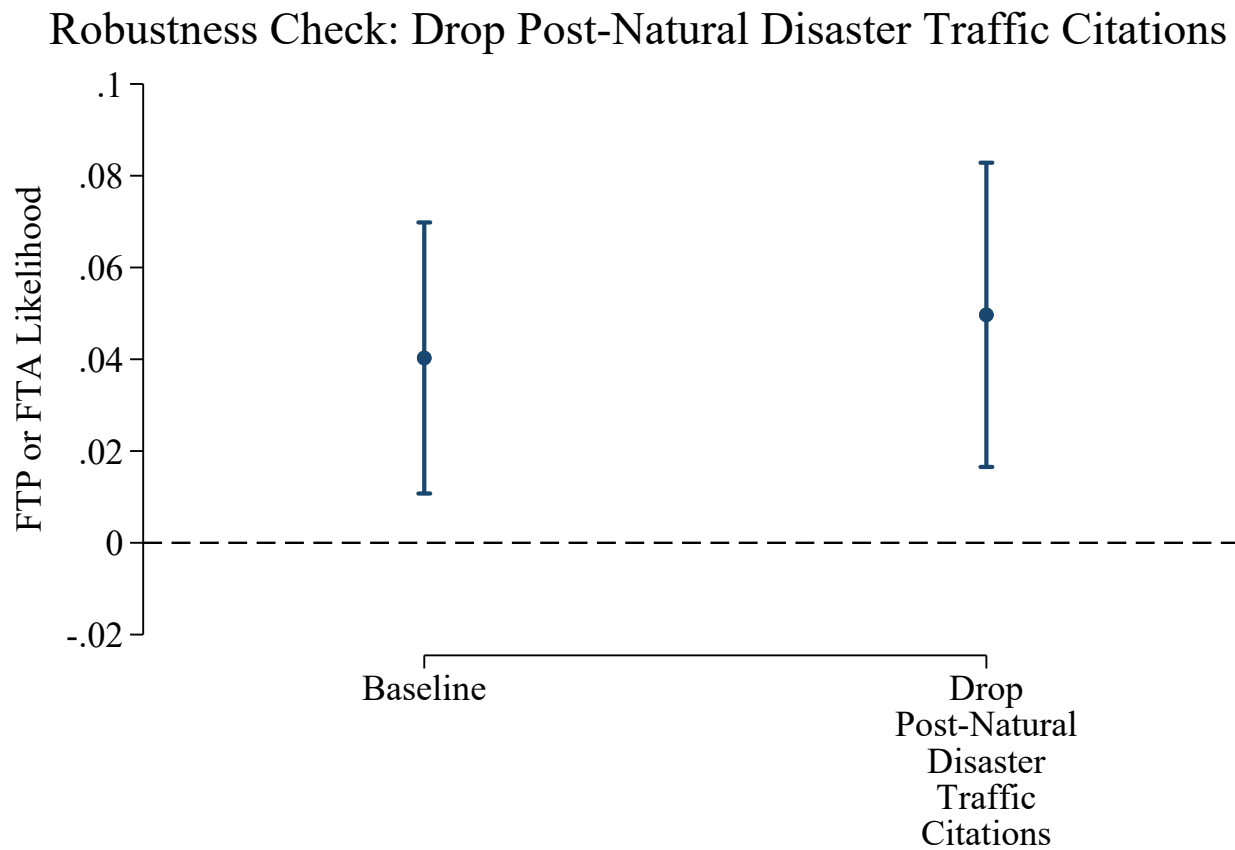 Robustness Check: Drop Post-Natural Disaster Traffic Citations
.1
.08
.06
.04
.02
0
-.02
FTP or FTA Likelihood
Baseline
Drop
Post-Natural
Disaster
Traffic
Citations